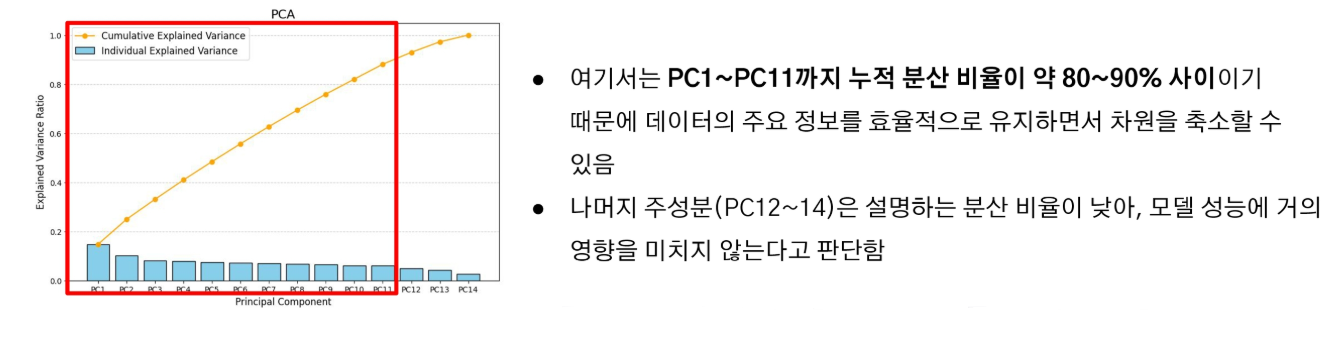 PCA
Cumulative Explained Variance
Individual Explained Variance
Explained Variance Ratio
1.0
0.8
0.6
0.4
0.2
0.0
PC1 PC2 PC3 PC4 PC5 PC6 PC7 PC8 PC9 PC10 PC11 PC12 PC13 PC14
Principal Component
● 여기서는 PC1~PC11까지 누적 분산 비율이 약 80~90% 사이이기
때문에 데이터의 주요 정보를 효율적으로 유지하면서 차원을 축소할 수
있음
● 나머지 주성분(PC12~14)은 설명하는 분산 비율이 낮아, 모델 성능에 거의
영향을 미치지 않는다고 판단함